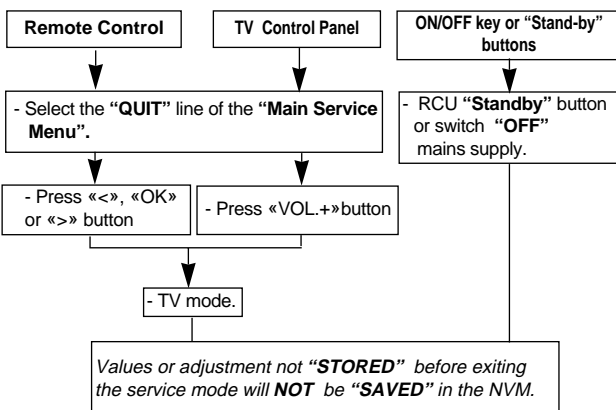 Remote Control
TV Control Panel
ON/OFF key or “Stand-by”
buttons
- Select the “QUIT” line of the “Main Service
Menu”.
- RCU “Standby” button
or switch “OFF”
mains supply.
- Press «<», «OK»
or «>» button
- Press «VOL.+»button
- TV mode.
Values or adjustment not “STORED” before exiting
the service mode will NOT be “SAVED” in the NVM.